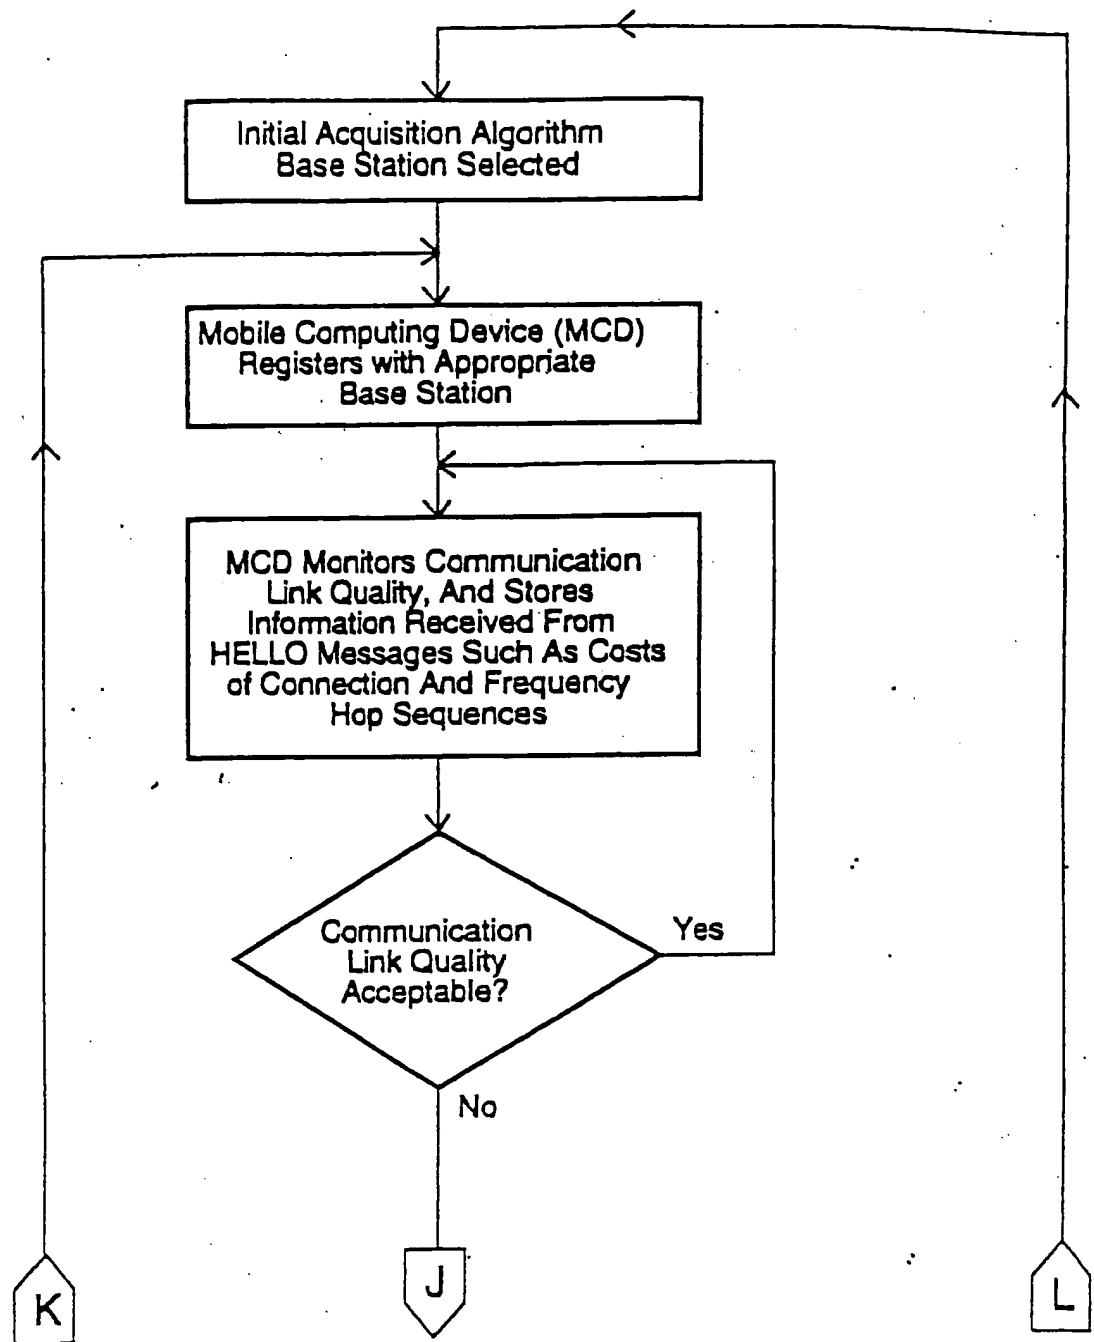 Initial Acquisition Algorithm
Base Station Selected
Mobile Computing Device (MCD)
Registers with Appropriate
Base Station
MCD Monitors Communication
Link Quality, And Stores
Information Received From
HELLO Messages Such As Costs
of Connection And Frequency
Hop Sequences
Communication
Link Quality
Acceptable?
Yes
No
K
J
L